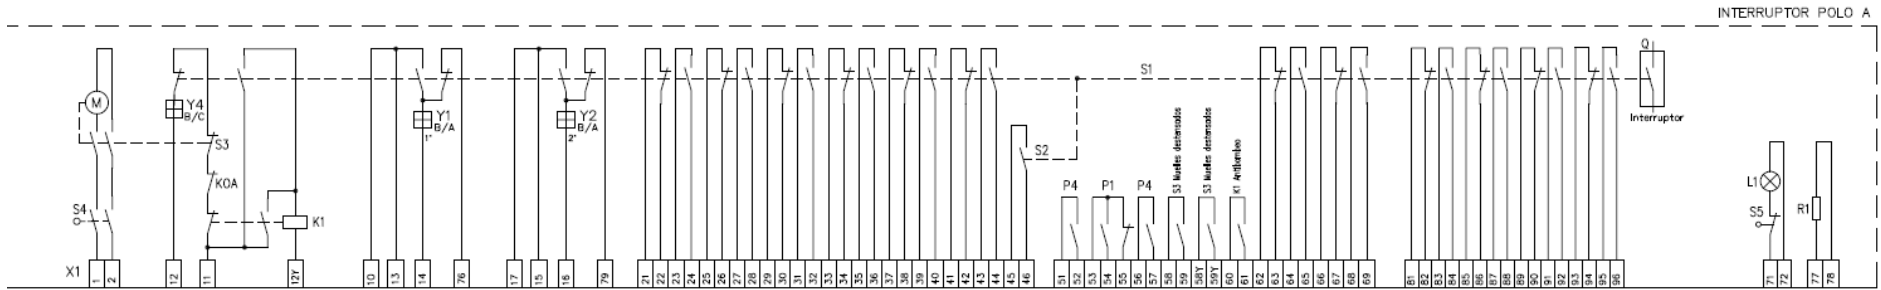 INTERRUPTOR POLO A
Q
S1
M
Y4
B/C
Y1
B/A
1ª
Y2
B/A
2ª
Interruptor
S3
S2
S3 Muelles destensados
S3 Muelles destensados
K1 Antibombeo
K0A
P4
P1
P4
L1
S4
K1
S5
R1
X1
1 2 12 11 12Y 10 13 14 76 17 15 16 79 21 22 23 24 25 26 27 28 29 30 31 32 33 34 35 36 37 38 39 40 41 42 43 44 45 46 51 52 53 54 55 56 57 58 59 58Y 59Y 60 61 62 63 64 65 66 67 68 69 81 82 83 84 85 86 87 88 89 90 91 92 93 94 95 96 71 72 77 78